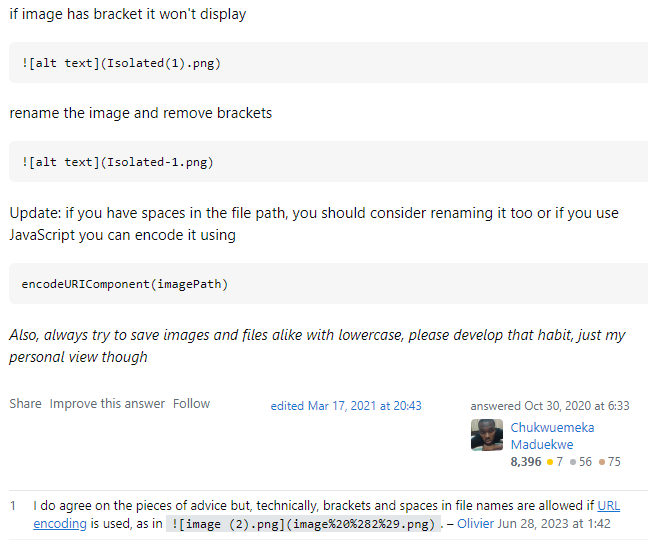 if image has bracket it won't display
![alt text](Isolated(1).png)
rename the image and remove brackets
![alt text](Isolated-1.png)
Update: if you have spaces in the file path, you should consider renaming it too or if you use
JavaScript you can encode it using
encodeURIComponent(imagePath)
Also, always try to save images and files alike with lowercase, please develop that habit, just my
personal view though
Share Improve this answer Follow
edited Mar 17, 2021 at 20:43
answered Oct 30, 2020 at 6:33
Chukwuemeka
Maduekwe
8,396 7 56 75
1 I do agree on the pieces of advice but, technically, brackets and spaces in file names are allowed if URL
encoding is used, as in ![image (2).png](image%20%282%29.png). – Olivier Jun 28, 2023 at 1:42